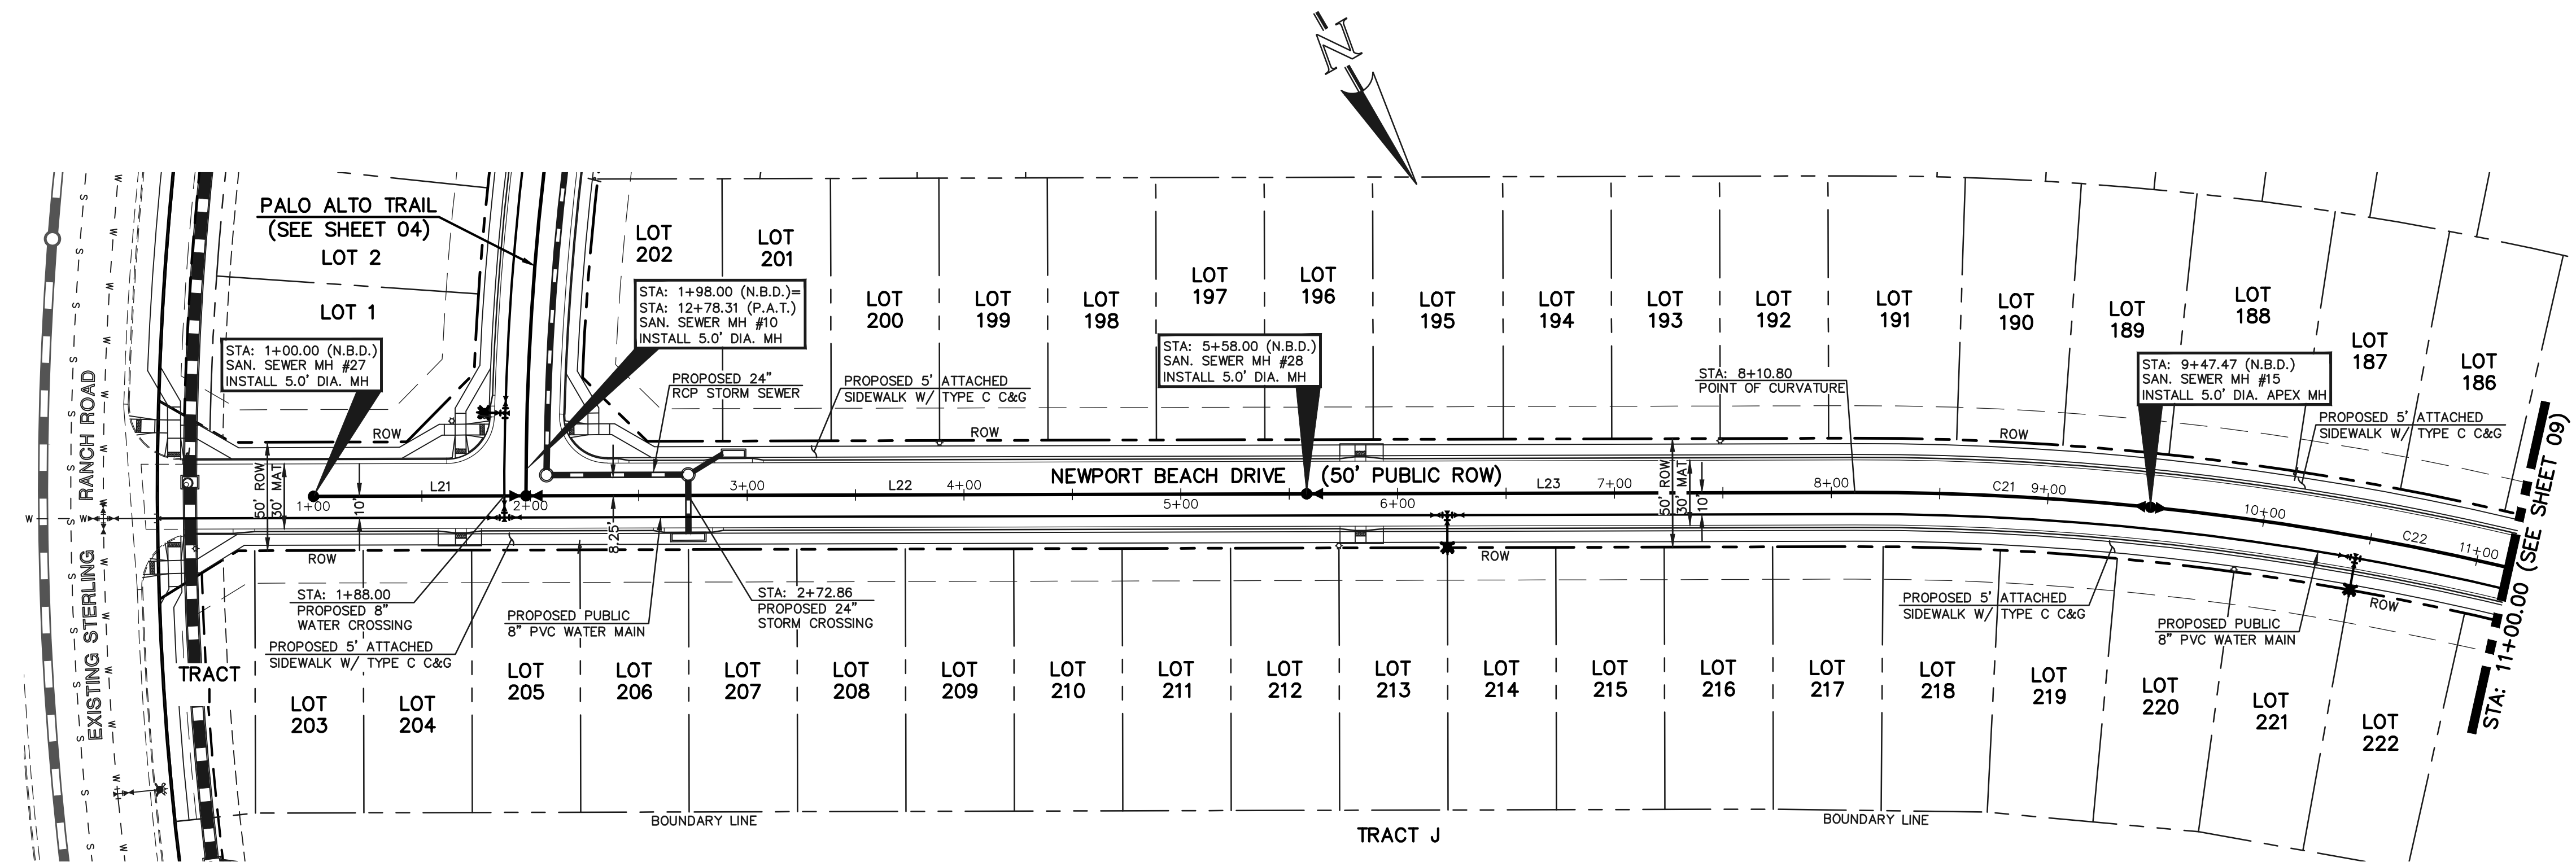 N
PALO ALTO TRAIL
(SEE SHEET 04)
LOT 2
LOT 1
STA: 1+00.00 (N.B.D.)
SAN. SEWER MH #27
INSTALL 5.0' DIA. MH
LOT
202
LOT
201
STA: 1+98.00 (N.B.D.)=
STA: 12+78.31 (P.A.T.)
SAN. SEWER MH #10
INSTALL 5.0' DIA. MH
LOT
200
LOT
199
LOT
198
LOT
197
LOT
196
LOT
195
LOT
194
LOT
193
LOT
192
LOT
191
LOT
190
LOT
189
LOT
188
LOT
187
LOT
186
PROPOSED 24"
RCP STORM SEWER
PROPOSED 5' ATTACHED
SIDEWALK W/ TYPE C C&G
STA: 5+58.00 (N.B.D.)
SAN. SEWER MH #28
INSTALL 5.0' DIA. MH
STA: 8+10.80
POINT OF CURVATURE
STA: 9+47.47 (N.B.D.)
SAN. SEWER MH #15
INSTALL 5.0' DIA. APEX MH
PROPOSED 5' ATTACHED
SIDEWALK W/ TYPE C C&G
EXISTING STERLING RANCH ROAD
W
W
W
W
W
W
W
W
W
S
S
S
S
S
S
S
ROW
ROW
ROW
50' ROW
30' MAT
10'
NEWPORT BEACH DRIVE (50' PUBLIC ROW)
50' ROW
30' MAT
10'
1+00
L21
2+00
8.25'
3+00
L22
4+00
5+00
6+00
L23
7+00
8+00
C21
9+00
10+00
C22
11+00
STA: 11+00.00 (SEE SHEET 09)
ROW
ROW
ROW
STA: 1+88.00
PROPOSED 8"
WATER CROSSING
PROPOSED 5' ATTACHED
SIDEWALK W/ TYPE C C&G
PROPOSED PUBLIC
8" PVC WATER MAIN
STA: 2+72.86
PROPOSED 24"
STORM CROSSING
PROPOSED 5' ATTACHED
SIDEWALK W/ TYPE C C&G
PROPOSED PUBLIC
8" PVC WATER MAIN
TRACT
LOT
203
LOT
204
LOT
205
LOT
206
LOT
207
LOT
208
LOT
209
LOT
210
LOT
211
LOT
212
LOT
213
LOT
214
LOT
215
LOT
216
LOT
217
LOT
218
LOT
219
LOT
220
LOT
221
LOT
222
BOUNDARY LINE
TRACT J
BOUNDARY LINE